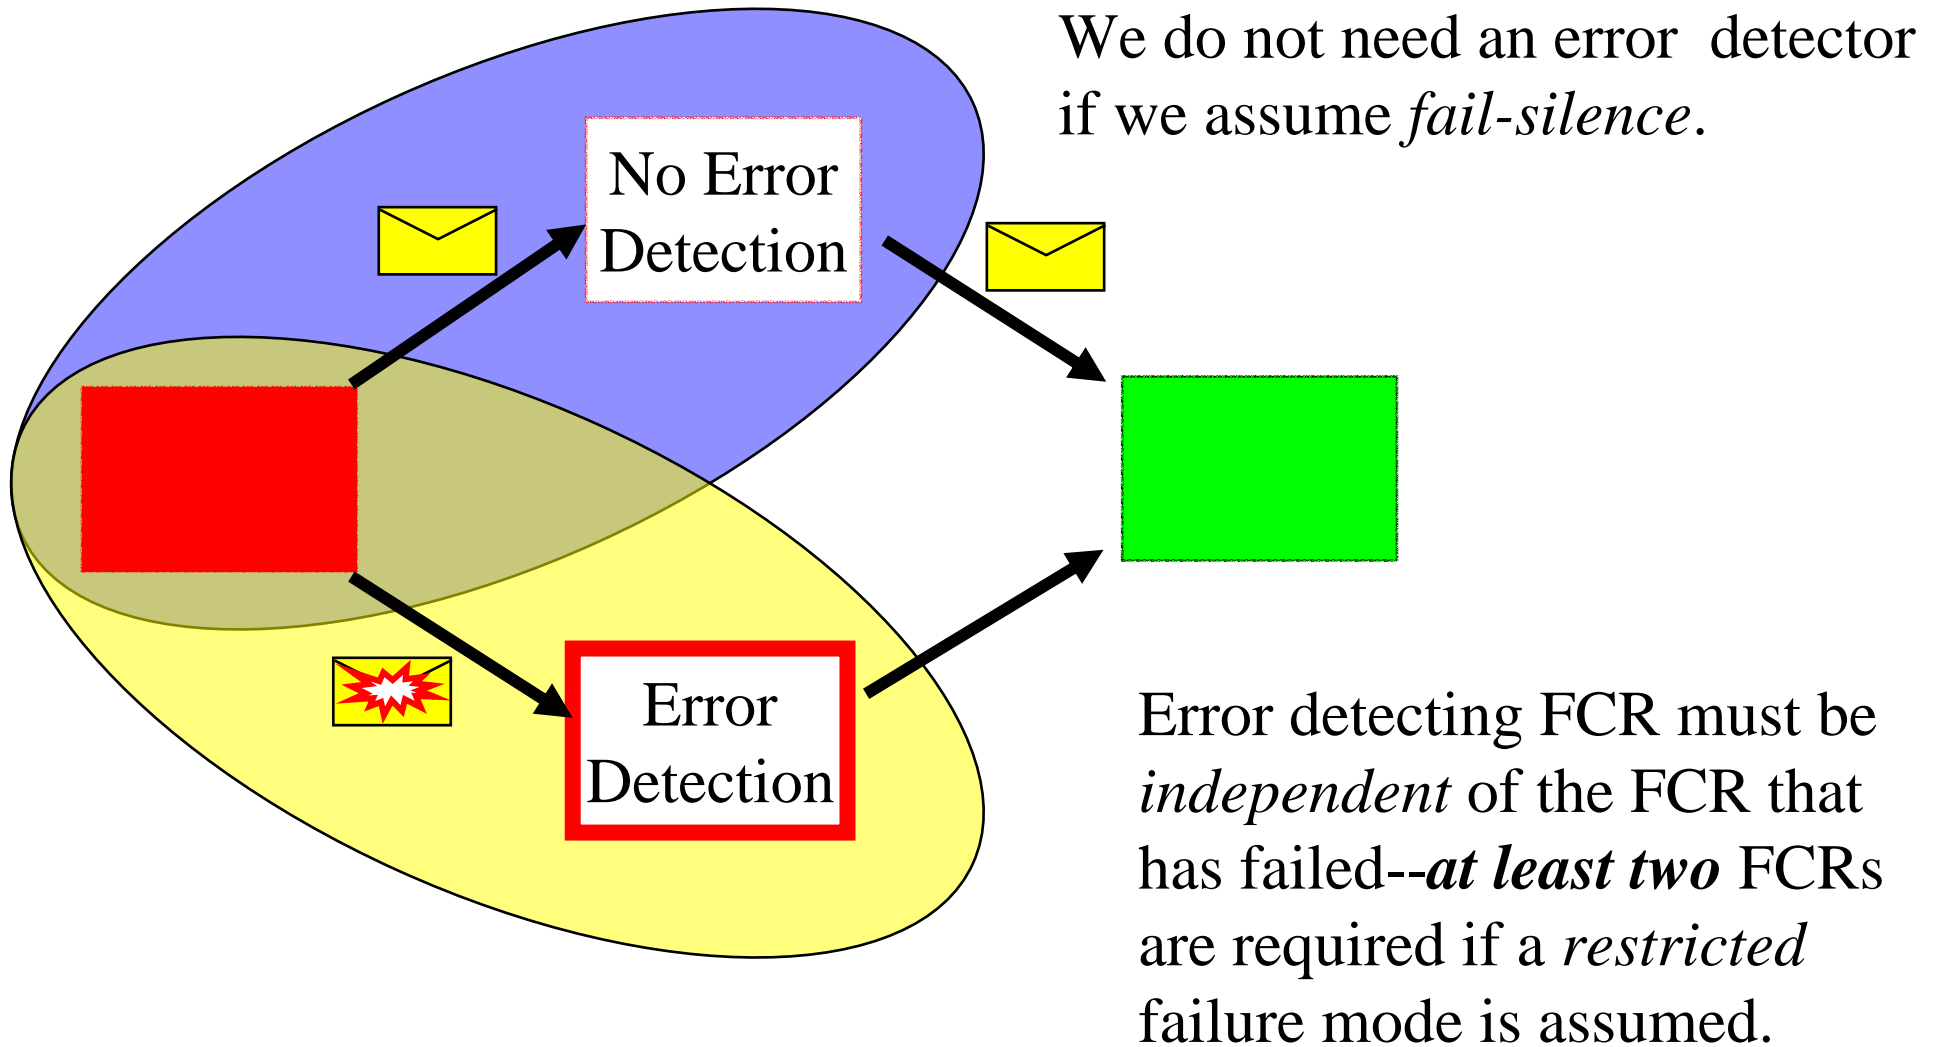 We do not need an error detector
if we assume fail-silence.
No Error
Detection
Error
Detection
Error detecting FCR must be
independent of the FCR that
has failed--at least two FCRs
are required if a restricted
failure mode is assumed.